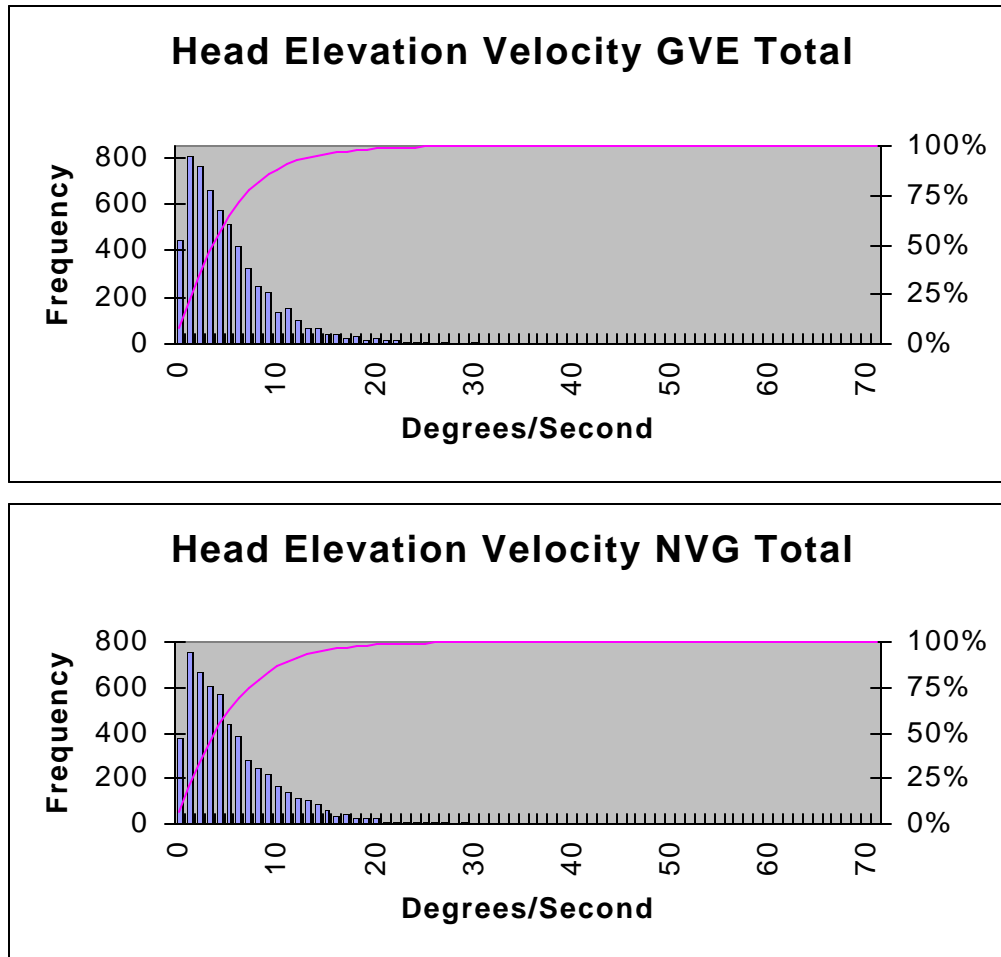 Head Elevation Velocity GVE Total
800
600
400
200
0
Frequency
100%
75%
50%
25%
0%
0 10 20 30 40 50 60 70
Degrees/Second
Head Elevation Velocity NVG Total
800
600
400
200
0
Frequency
100%
75%
50%
25%
0%
0 10 20 30 40 50 60 70
Degrees/Second